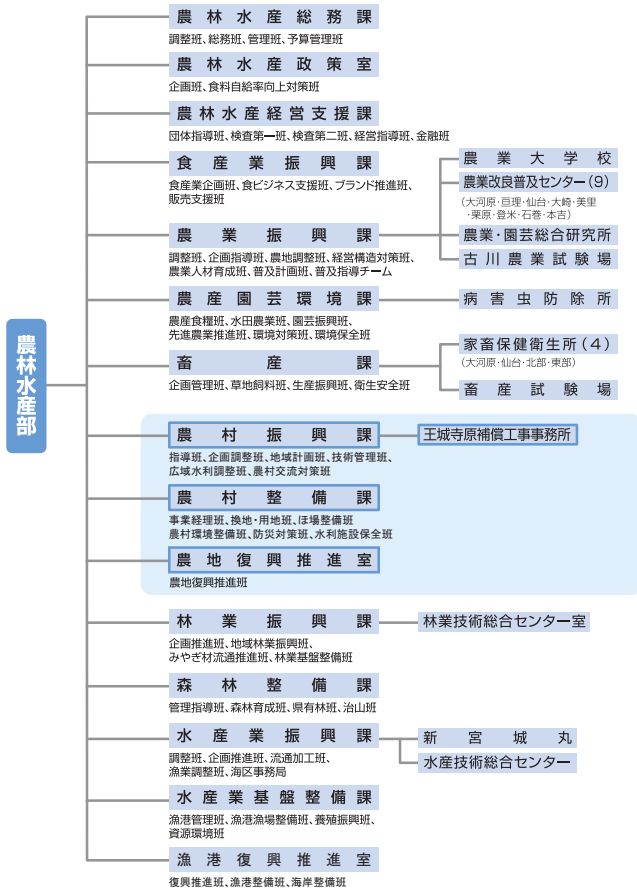 農林水産部
農林水産総務課
調整班、総務班、管理班、予算管理班
農林水産政策室
企画班、食料自給率向上対策班
農林水産経営支援課
団体指導班、検査第一班、検査第二班、経営指導班、金融班
食産業振興課
食産業企画班、食ビジネス支援班、ブランド推進班、
販売支援班
農業振興課
調整班、企画指導班、農地調整班、経営構造対策班、
農業人材育成班、普及計画班、普及指導チーム
農業大学校
農業改良普及センター(9)
(大河原・亘理・仙台・大崎・美里
・栗原・登米・石巻・本吉)
農業・園芸総合研究所
古川農業試験場
農産園芸環境課
農産食糧班、水田農業班、園芸振興班、
先進農業推進班、環境対策班、環境保全班
病害虫防除所
畜産課
企画管理班、草地飼料班、生産振興班、衛生安全班
家畜保健衛生所(4)
(大河原・仙台・北部・東部)
畜産試験場
農村振興課
指導班、企画調整班、地域計画班、技術管理班、
広域水利調整班、農村交流対策班
王城寺原補償工事事務所
農村整備課
事業経理班、換地・用地班、ほ場整備班
農村環境整備班、防災対策班、水利施設保全班
農地復興推進室
農地復興推進班
林業振興課
企画推進班、地域林業振興班、
みやぎ材流通推進班、林業基盤整備班
林業技術総合センター室
森林整備課
管理指導班、森林育成班、県有林班、治山班
水産業振興課
調整班、企画推進班、流通加工班、
漁業調整班、海区事務局
新宮城丸
水産技術総合センター
水産業基盤整備課
漁港管理班、漁港漁場整備班、養殖振興班、
資源環境班
漁港復興推進室
復興推進班、漁港整備班、海岸整備班